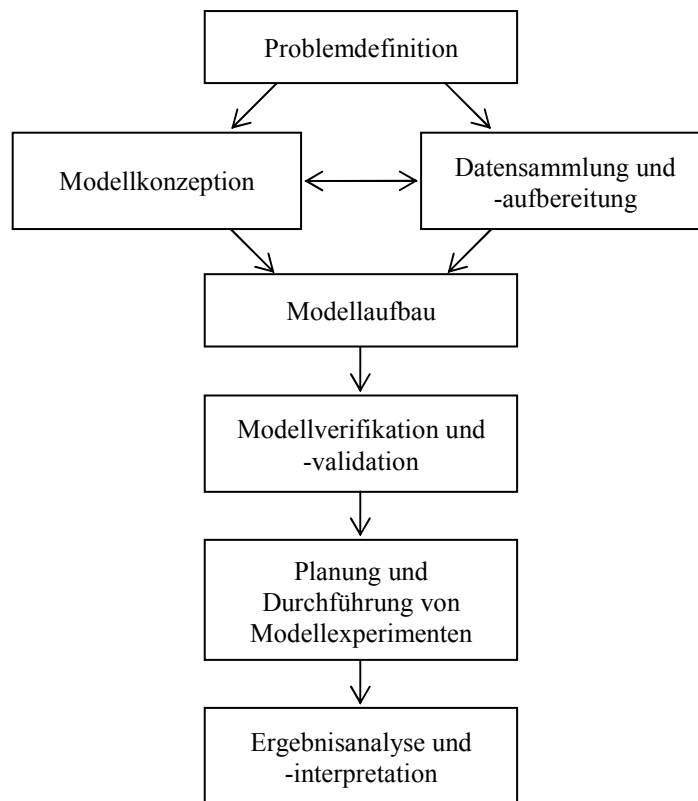 Problemdefinition
Modellkonzeption
Datensammlung und
-aufbereitung
Modellaufbau
Modellverifikation und
-validation
Planung und
Durchführung von
Modellexperimenten
Ergebnisanalyse und
-interpretation